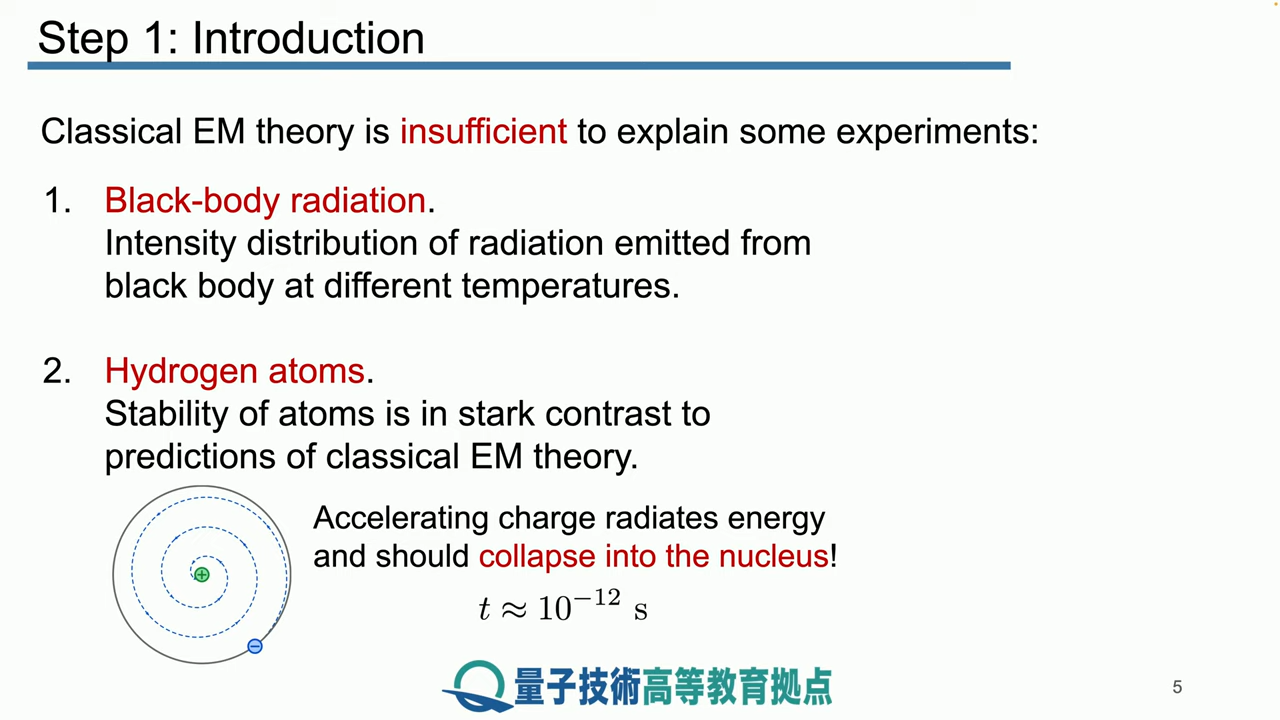 Step 1: Introduction
Classical EM theory is insufficient to explain some experiments:
1. Black-body radiation.
Intensity distribution of radiation emitted from
black body at different temperatures.
2. Hydrogen atoms.
Stability of atoms is in stark contrast to
predictions of classical EM theory.
Accelerating charge radiates energy
and should collapse into the nucleus!
t ≈ 10⁻¹² s
+
−
量子技術高等教育拠点
5